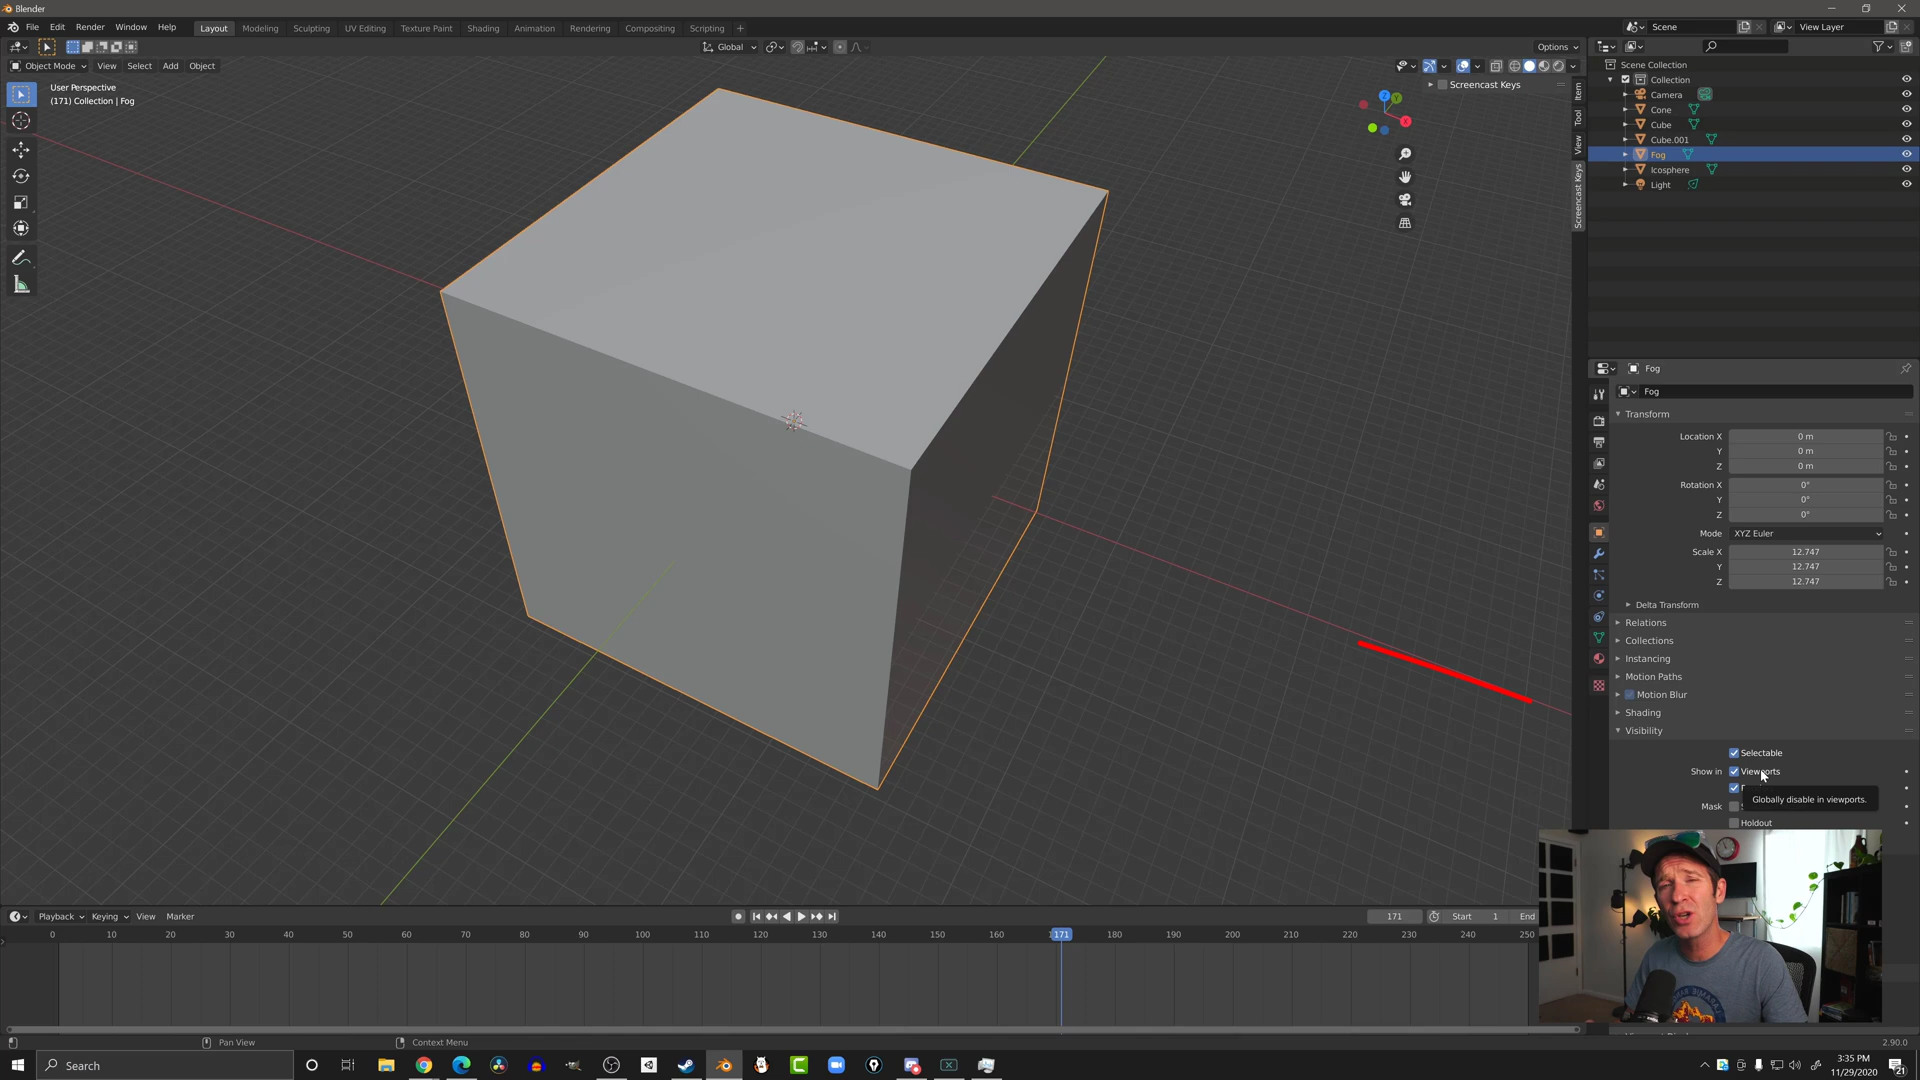 Blender
File Edit Render Window Help
Layout Modeling Sculpting UV Editing Texture Paint Shading Animation Rendering Compositing Scripting +
Scene
View Layer
Global
Options
Object Mode View Select Add Object
User Perspective
(171) Collection | Fog
Screencast Keys
Item
Tool
View
Screencast Keys
Z
Y
X
Scene Collection
Collection
Camera
Cone
Cube
Cube.001
Fog
Icosphere
Light
Fog
Fog
Transform
Location X 0 m
Y 0 m
Z 0 m
Rotation X 0°
Y 0°
Z 0°
Mode XYZ Euler
Scale X 12.747
Y 12.747
Z 12.747
Delta Transform
Relations
Collections
Instancing
Motion Paths
Motion Blur
Shading
Visibility
Selectable
Show in Viewports
Globally disable in viewports.
Mask
Holdout
Playback Keying View Marker
171 Start 1 End
0 10 20 30 40 50 60 70 80 90 100 110 120 130 140 150 160 171 180 190 200 210 220 230 240 250
Pan View
Context Menu
2.90.0
Search
3:35 PM
11/29/2020
21